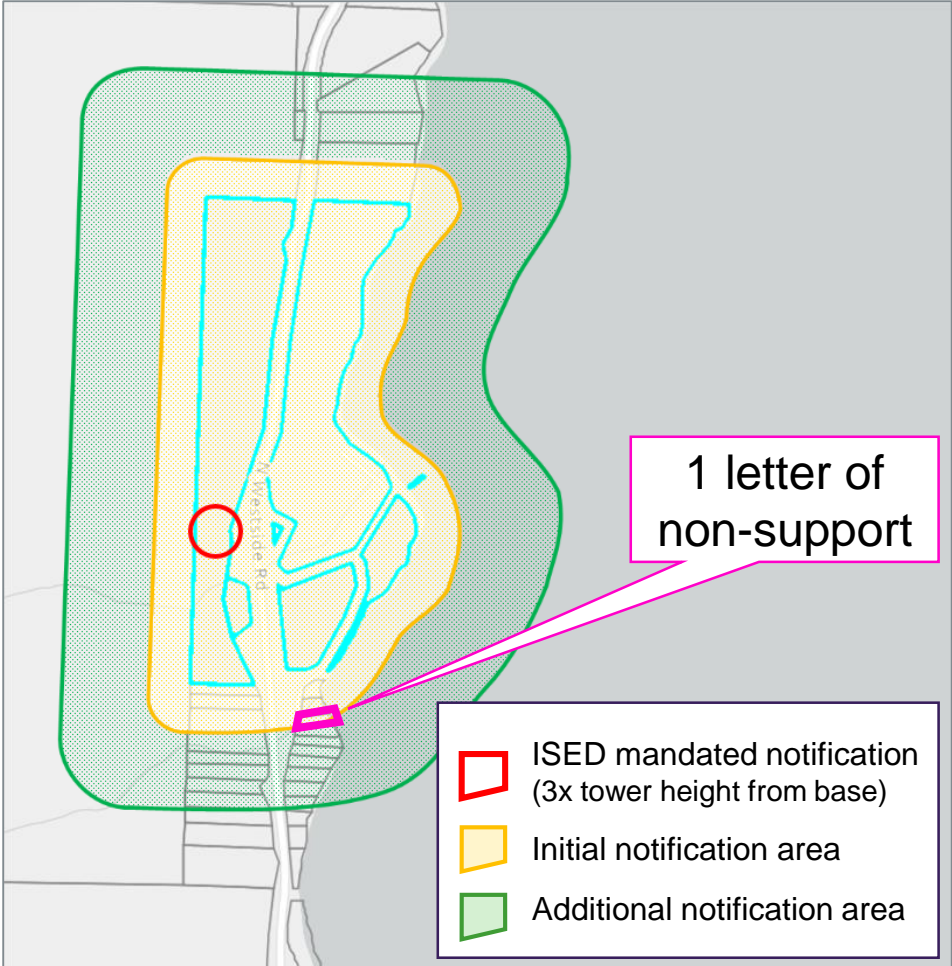 N Westside Rd
1 letter of
non-support
ISED mandated notification
(3x tower height from base)
Initial notification area
Additional notification area